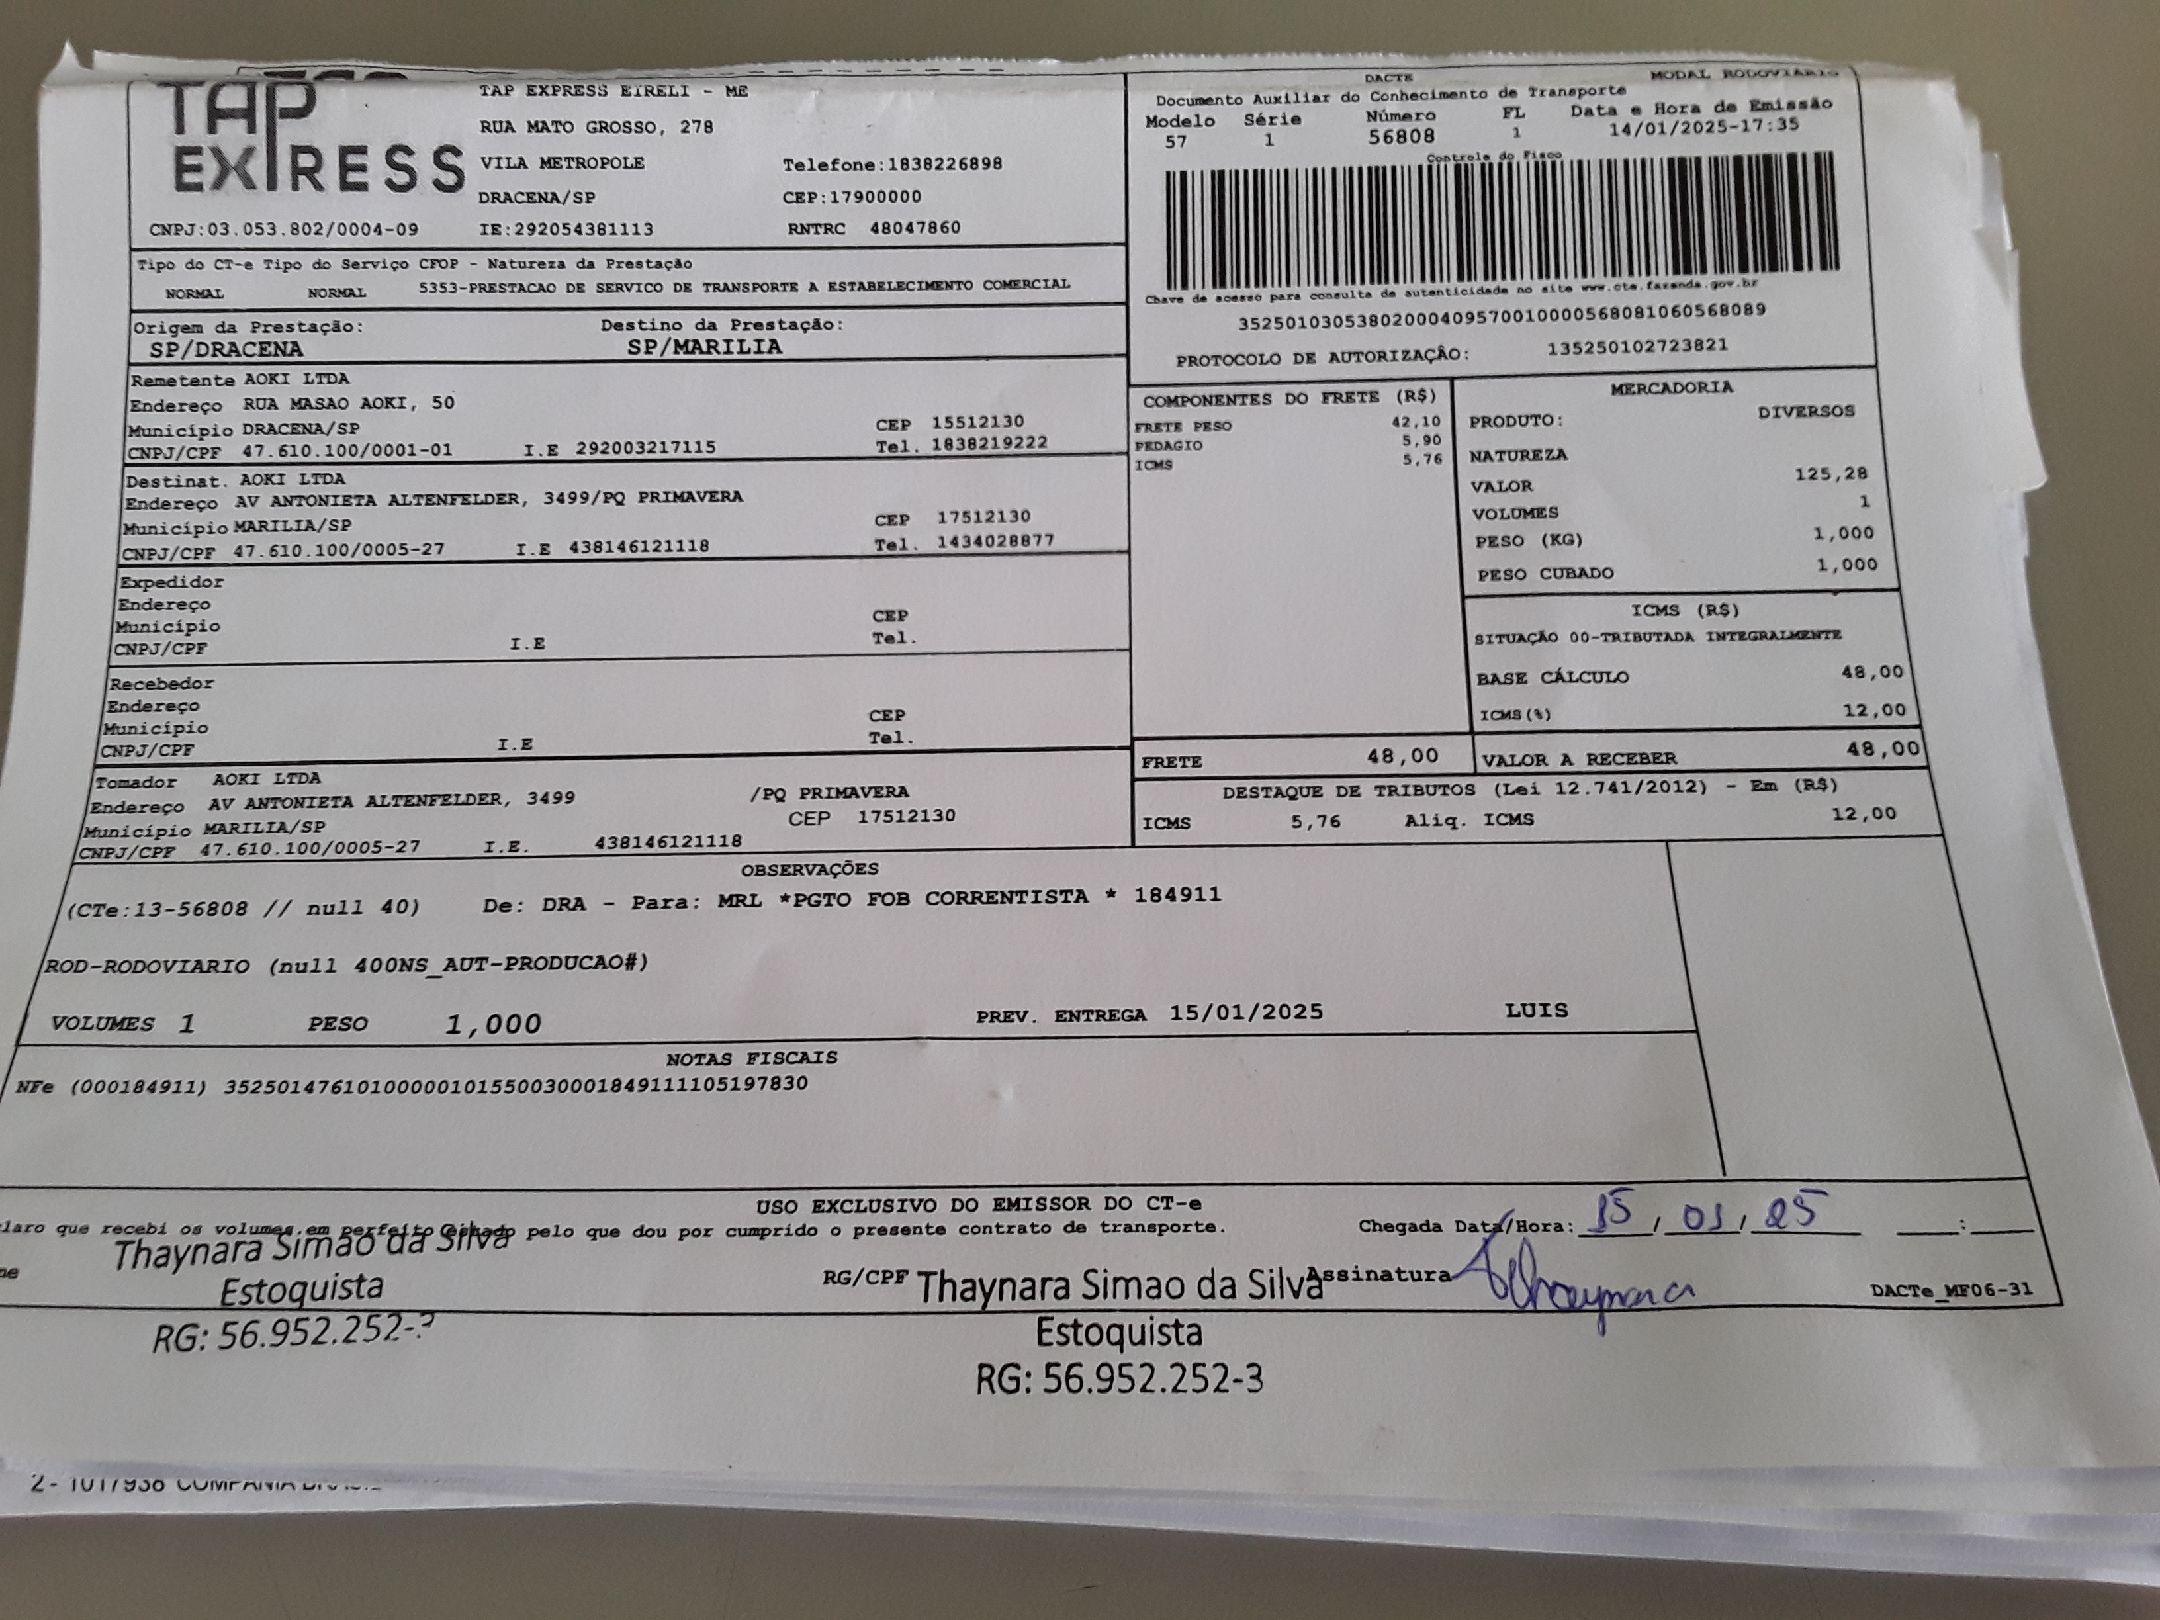 TAP
EXPRESS
TAP EXPRESS EIRELI - ME
RUA MATO GROSSO, 278
VILA METROPOLE Telefone:1838226898
DRACENA/SP CEP:17900000
CNPJ:03.053.802/0004-09 IE:292054381113 RNTRC 48047860
DACTE MODAL RODOVIÁRIO
Documento Auxiliar do Conhecimento de Transporte
Modelo Série Número FL Data e Hora de Emissão
57 1 56808 1 14/01/2025-17:35
Controle do Fisco
Chave de acesso para consulta de autenticidade no site www.cte.fazenda.gov.br
35250103053802000409570010000568081060568089
PROTOCOLO DE AUTORIZAÇÂO: 135250102723821
Tipo do CT-e Tipo do Serviço CFOP - Natureza da Prestação
NORMAL NORMAL 5353-PRESTACAO DE SERVICO DE TRANSPORTE A ESTABELECIMENTO COMERCIAL
Origem da Prestação: Destino da Prestação:
SP/DRACENA SP/MARILIA
Remetente AOKI LTDA
Endereço RUA MASAO AOKI, 50
Município DRACENA/SP CEP 15512130
CNPJ/CPF 47.610.100/0001-01 I.E 292003217115 Tel. 1838219222
Destinat. AOKI LTDA
Endereço AV ANTONIETA ALTENFELDER, 3499/PQ PRIMAVERA
Município MARILIA/SP CEP 17512130
CNPJ/CPF 47.610.100/0005-27 I.E 438146121118 Tel. 1434028877
Expedidor
Endereço
Município CEP
CNPJ/CPF I.E Tel.
Recebedor
Endereço
Município CEP
CNPJ/CPF I.E Tel.
Tomador AOKI LTDA
Endereço AV ANTONIETA ALTENFELDER, 3499 /PQ PRIMAVERA
Município MARILIA/SP CEP 17512130
CNPJ/CPF 47.610.100/0005-27 I.E. 438146121118
COMPONENTES DO FRETE (R$)
FRETE PESO 42,10
PEDAGIO 5,90
ICMS 5,76
MERCADORIA
PRODUTO: DIVERSOS
NATUREZA
VALOR 125,28
VOLUMES 1
PESO (KG) 1,000
PESO CUBADO 1,000
ICMS (R$)
SITUAÇÃO 00-TRIBUTADA INTEGRALMENTE
BASE CÁLCULO 48,00
ICMS(%) 12,00
FRETE 48,00 VALOR A RECEBER 48,00
DESTAQUE DE TRIBUTOS (Lei 12.741/2012) - Em (R$)
ICMS 5,76 Aliq. ICMS 12,00
OBSERVAÇÕES
(CTe:13-56808 // null 40) De: DRA - Para: MRL *PGTO FOB CORRENTISTA * 184911
ROD-RODOVIARIO (null 400NS_AUT-PRODUCAO#)
VOLUMES 1 PESO 1,000 PREV. ENTREGA 15/01/2025 LUIS
NOTAS FISCAIS
NFe (000184911) 35250147610100000101550030001849111105197830
USO EXCLUSIVO DO EMISSOR DO CT-e
laro que recebi os volumes em perfeito estado pelo que dou por cumprido o presente contrato de transporte. Chegada Data/Hora: 15/01/25 :
Thaynara Simao da Silva
Estoquista
RG: 56.952.252-
RG/CPF Thaynara Simao da Silva Assinatura Thaynara DACTe_MF06-31
Estoquista
RG: 56.952.252-3